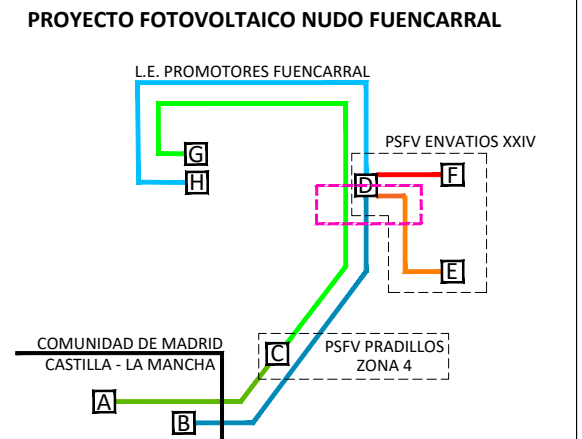 PROYECTO FOTOVOLTAICO NUDO FUENCARRAL
L.E. PROMOTORES FUENCARRAL
PSFV ENVATIOS XXIV
G
F
H
D
E
COMUNIDAD DE MADRID
CASTILLA - LA MANCHA
C
PSFV PRADILLOS
ZONA 4
A
B